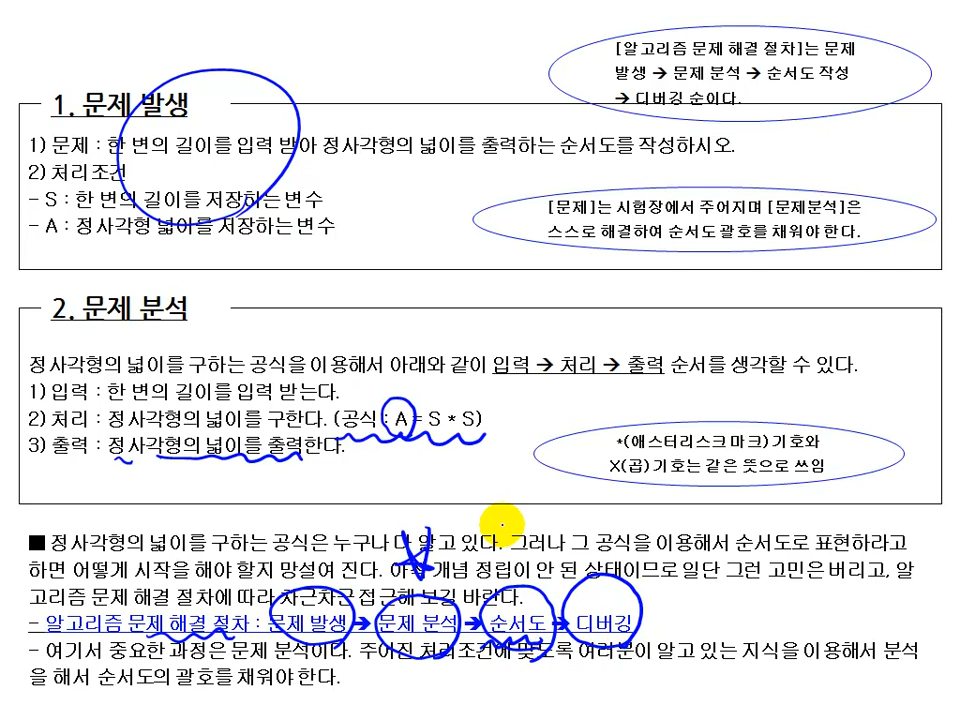 [알고리즘 문제 해결 절차]는 문제
발생 → 문제 분석 → 순서도 작성
→ 디버깅 순이다.
1. 문제 발생
1) 문제 : 한 변의 길이를 입력 받아 정사각형의 넓이를 출력하는 순서도를 작성하시오.
2) 처리조건
- S : 한 변의 길이를 저장하는 변수
- A : 정사각형 넓이를 저장하는 변수
[문제]는 시험장에서 주어지며 [문제분석]은
스스로 해결하여 순서도 괄호를 채워야 한다.
2. 문제 분석
정사각형의 넓이를 구하는 공식을 이용해서 아래와 같이 입력 → 처리 → 출력 순서를 생각할 수 있다.
1) 입력 : 한 변의 길이를 입력 받는다.
2) 처리 : 정사각형의 넓이를 구한다. (공식 : A = S * S)
3) 출력 : 정사각형의 넓이를 출력한다.
*(애스터리스크 마크) 기호와
X(곱) 기호는 같은 뜻으로 쓰임
■ 정사각형의 넓이를 구하는 공식은 누구나 다 알고 있다. 그러나 그 공식을 이용해서 순서도로 표현하라고
하면 어떻게 시작을 해야 할지 망설여 진다. 아직 개념 정립이 안 된 상태이므로 일단 그런 고민은 버리고, 알
고리즘 문제 해결 절차에 따라 차근차근 접근해 보길 바란다.
- 알고리즘 문제 해결 절차 : 문제 발생 → 문제 분석 → 순서도 → 디버깅
- 여기서 중요한 과정은 문제 분석이다. 주어진 처리조건에 맞도록 여러분이 알고 있는 지식을 이용해서 분석
을 해서 순서도의 괄호를 채워야 한다.